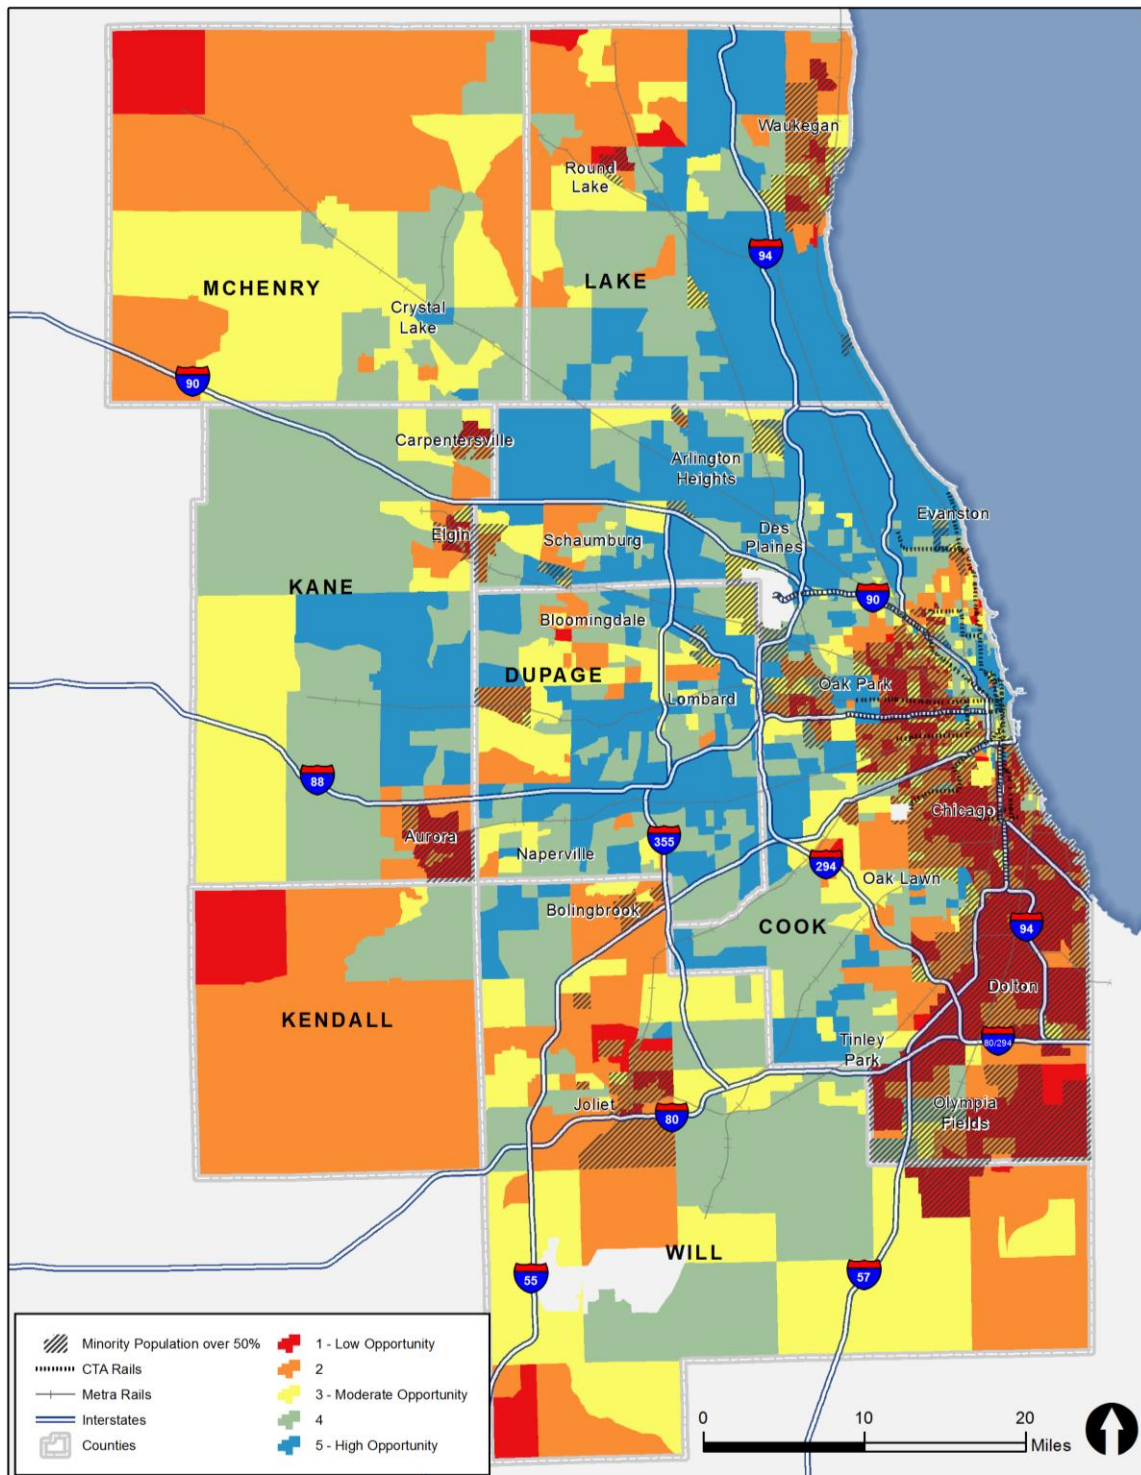 Waukegan
Round
Lake
94
MCHENRY
LAKE
Crystal
Lake
90
Carpentersville
Arlington
Heights
Evanston
Elgin
Schaumburg
Des
Plaines
KANE
90
Bloomingdale
DUPAGE
Oak Park
Lombard
88
Chicago
Aurora
355
Naperville
294
Oak Lawn
Bolingbrook
COOK
94
Dolton
KENDALL
Tinley
Park
80/294
Joliet
80
Olympia
Fields
WILL
55
57
Minority Population over 50%
CTA Rails
Metra Rails
Interstates
Counties
1 - Low Opportunity
2
3 - Moderate Opportunity
4
5 - High Opportunity
0 10 20
Miles